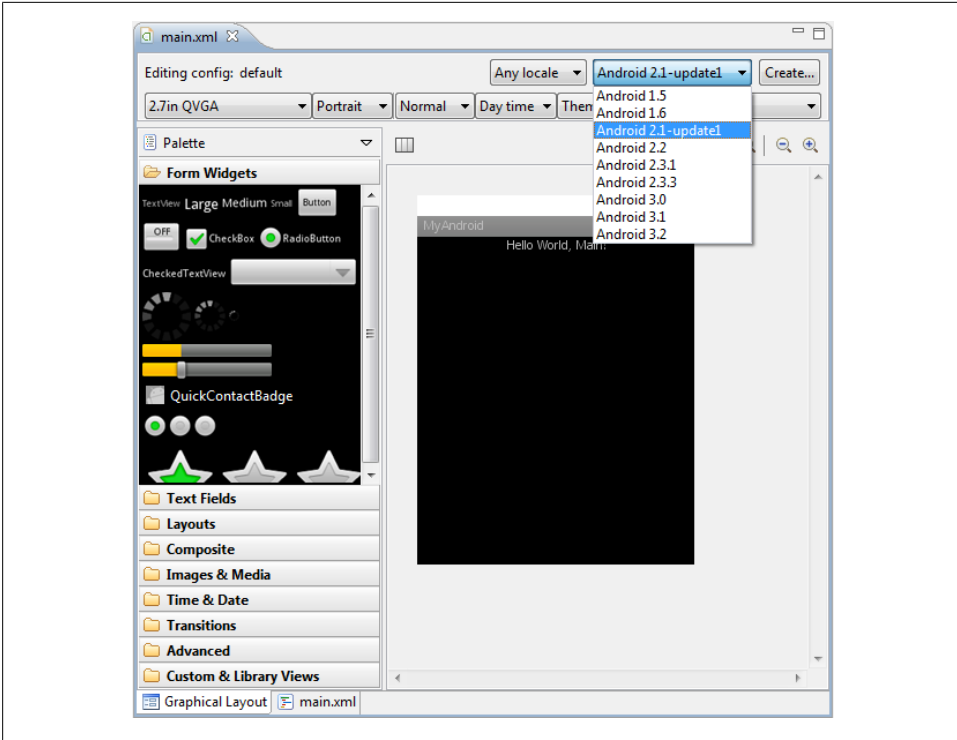 main.xml
Editing config: default
Any locale
Android 2.1-update1
Create...
2.7in QVGA
Portrait
Normal
Day time
Then
Android 1.5
Android 1.6
Android 2.1-update1
Android 2.2
Android 2.3.1
Android 2.3.3
Android 3.0
Android 3.1
Android 3.2
Palette
Form Widgets
TextView Large Medium Small Button
OFF CheckBox RadioButton
CheckedTextView
QuickContactBadge
Text Fields
Layouts
Composite
Images & Media
Time & Date
Transitions
Advanced
Custom & Library Views
MyAndroid
Hello World, Main!
Graphical Layout
main.xml